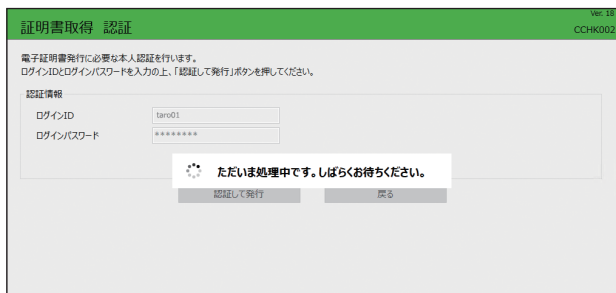 Ver. 18
証明書取得 認証
CCHK002
電子証明書発行に必要な本人認証を行います。
ログインIDとログインパスワードを入力の上、「認証して発行」ボタンを押してください。
認証情報
ログインID
taro01
ログインパスワード
********
ただいま処理中です。しばらくお待ちください。
認証して発行
戻る